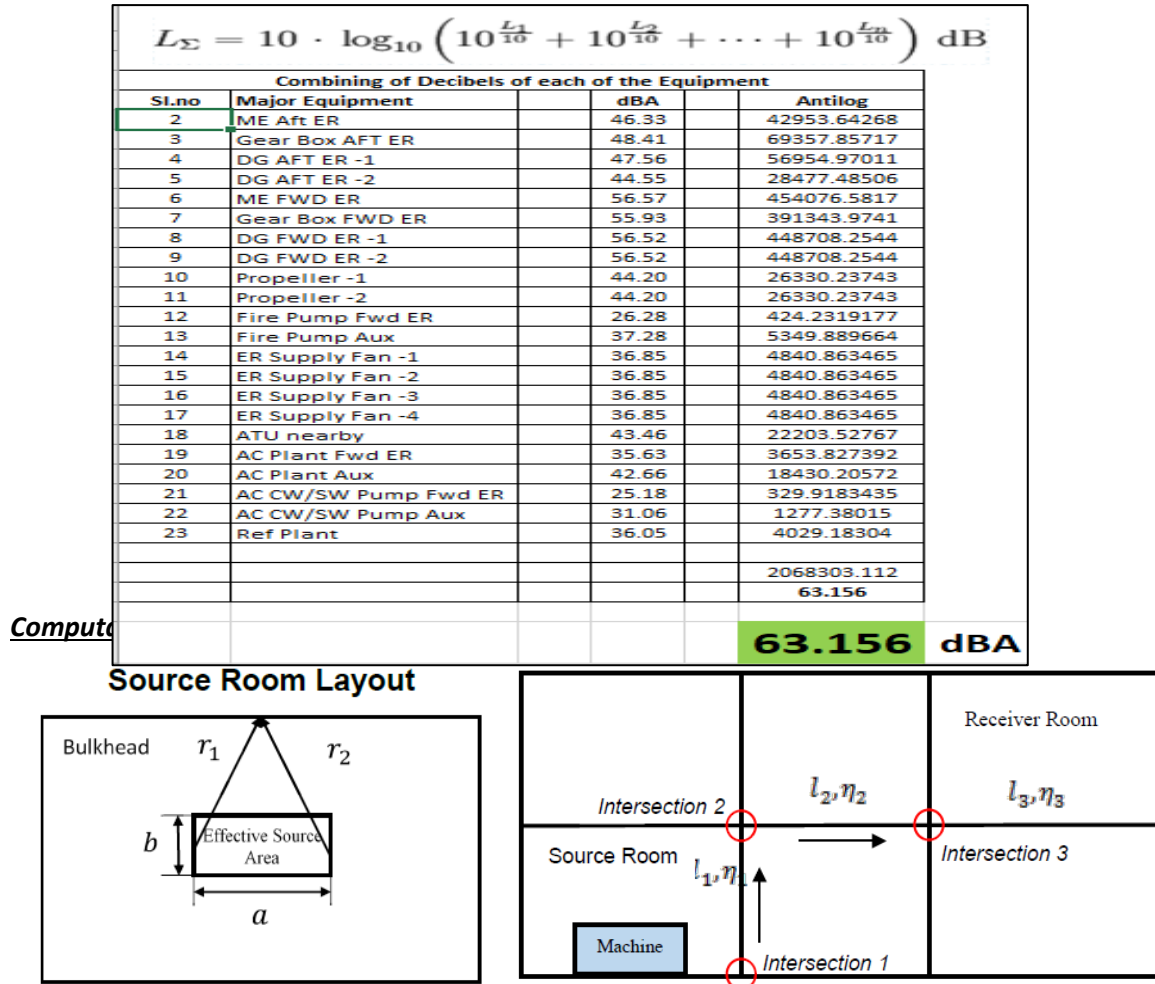 L_Σ = 10 · log₁₀ (10^(L₁/10) + 10^(L₂/10) + ··· + 10^(Lₙ/10)) dB
Combining of Decibels of each of the Equipment
Sl.no Major Equipment dBA Antilog
2 ME Aft ER 46.33 42953.64268
3 Gear Box AFT ER 48.41 69357.85717
4 DG AFT ER -1 47.56 56954.97011
5 DG AFT ER -2 44.55 28477.48506
6 ME FWD ER 56.57 454076.5817
7 Gear Box FWD ER 55.93 391343.9741
8 DG FWD ER -1 56.52 448708.2544
9 DG FWD ER -2 56.52 448708.2544
10 Propeller -1 44.20 26330.23743
11 Propeller -2 44.20 26330.23743
12 Fire Pump Fwd ER 26.28 424.2319177
13 Fire Pump Aux 37.28 5349.889664
14 ER Supply Fan -1 36.85 4840.863465
15 ER Supply Fan -2 36.85 4840.863465
16 ER Supply Fan -3 36.85 4840.863465
17 ER Supply Fan -4 36.85 4840.863465
18 ATU nearby 43.46 22203.52767
19 AC Plant Fwd ER 35.63 3653.827392
20 AC Plant Aux 42.66 18430.20572
21 AC CW/SW Pump Fwd ER 25.18 329.9183435
22 AC CW/SW Pump Aux 31.06 1277.38015
23 Ref Plant 36.05 4029.18304
2068303.112
63.156
63.156 dBA
Source Room Layout
Bulkhead r₁ r₂
b
Effective Source
Area
a
Receiver Room
l₂,η₂ l₃,η₃
Intersection 2
Source Room
Intersection 3
l₁,η₁
Machine
Intersection 1